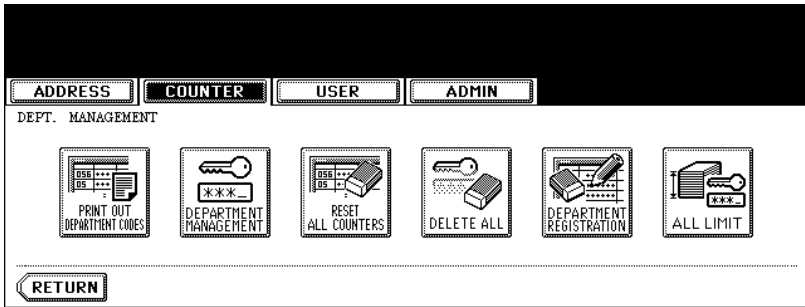 ADDRESS COUNTER USER ADMIN
DEPT. MANAGEMENT
056
05
PRINT OUT
DEPARTMENT CODES
***_
DEPARTMENT
MANAGEMENT
056
05
RESET
ALL COUNTERS
DELETE ALL
DEPARTMENT
REGISTRATION
***_
ALL LIMIT
RETURN